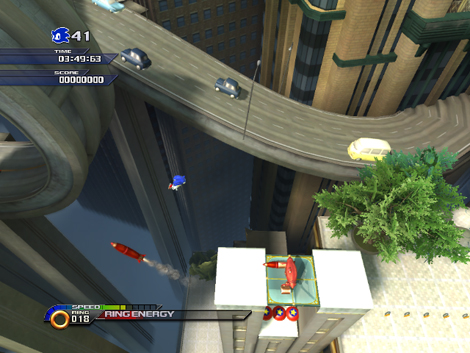 41
TIME
03:49:63
SCORE
00000000
SPEED
RING
018
RING ENERGY